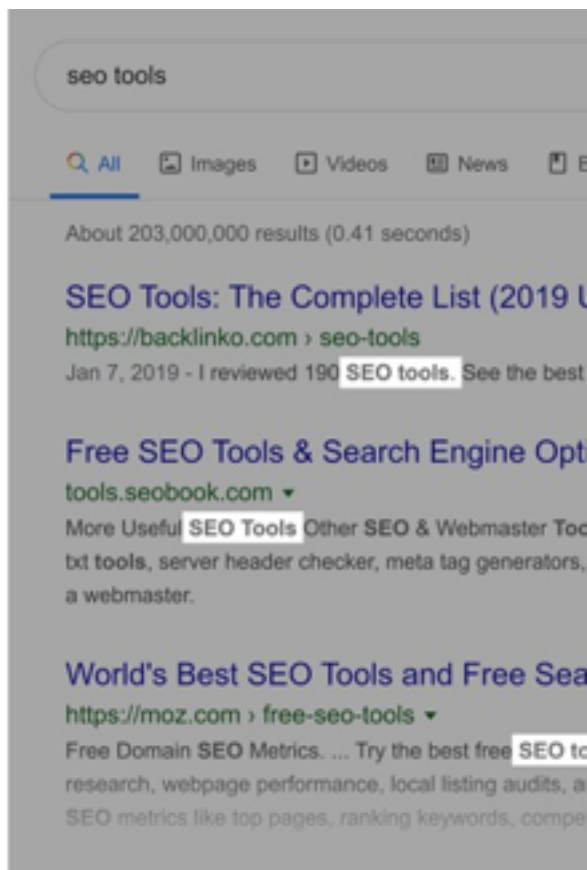 seo tools
All Images Videos News
About 203,000,000 results (0.41 seconds)
SEO Tools: The Complete List (2019 U
https://backlinko.com › seo-tools
Jan 7, 2019 - I reviewed 190 SEO tools. See the best
Free SEO Tools & Search Engine Opti
tools.seobook.com
More Useful SEO Tools Other SEO & Webmaster Too
txt tools, server header checker, meta tag generators,
a webmaster.
World's Best SEO Tools and Free Sea
https://moz.com › free-seo-tools
Free Domain SEO Metrics. ... Try the best free SEO to
research, webpage performance, local listing audits, a
SEO metrics like top pages, ranking keywords, compe